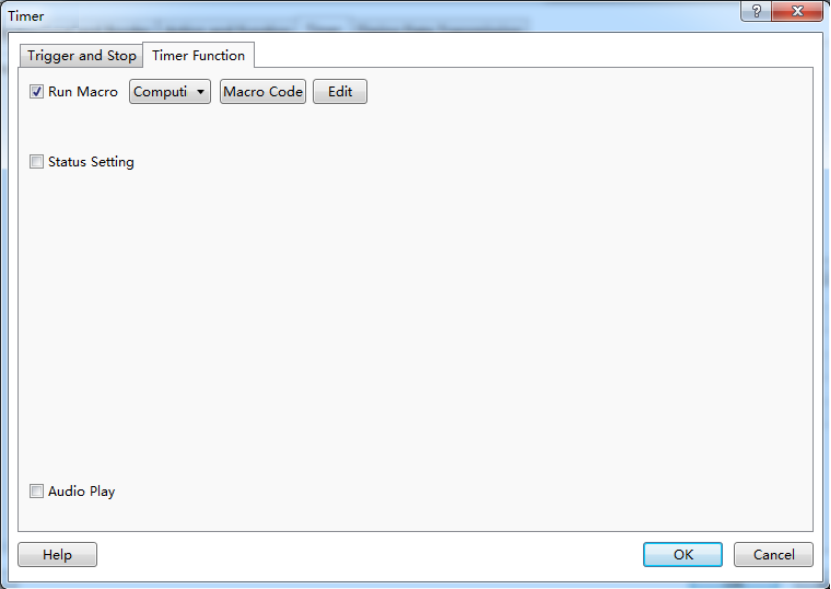 Timer
Trigger and Stop Timer Function
Run Macro Computi Macro Code Edit
Status Setting
Audio Play
Help OK Cancel